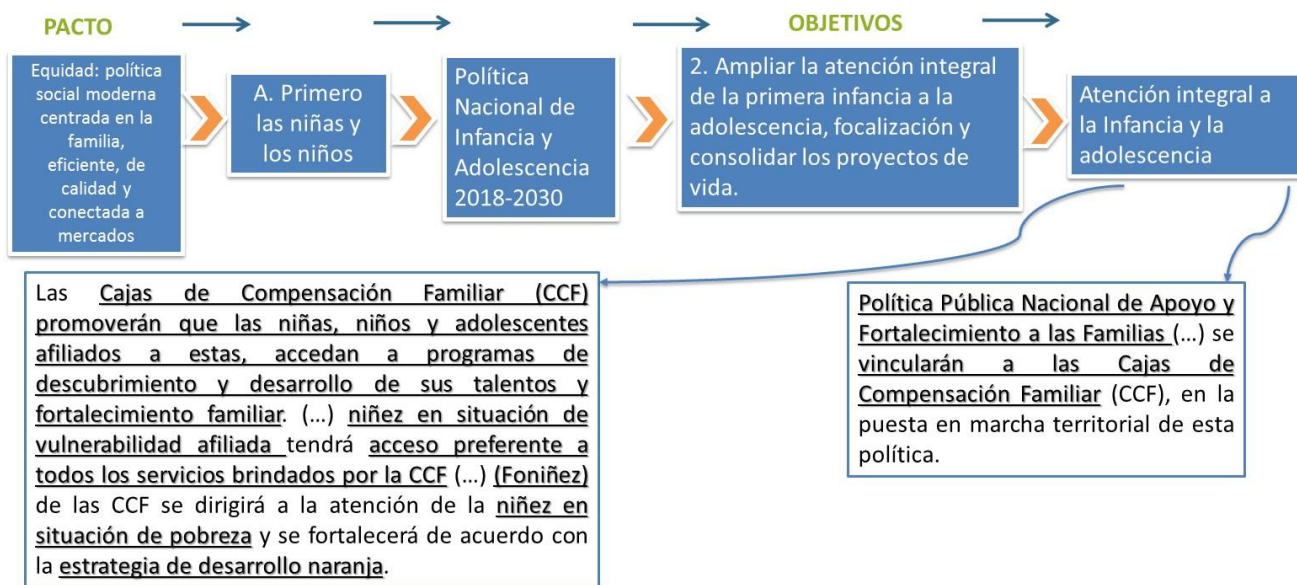 PACTO
OBJETIVOS
Equidad: política
social moderna
centrada en la
familia,
eficiente, de
calidad y
conectada a
mercados
A. Primero
las niñas y
los niños
Política
Nacional de
Infancia y
Adolescencia
2018-2030
2. Ampliar la atención integral
de la primera infancia a la
adolescencia, focalización y
consolidar los proyectos de
vida.
Atención integral a
la Infancia y la
adolescencia
Las Cajas de Compensación Familiar (CCF)
promoverán que las niñas, niños y adolescentes
afiliados a estas, accedan a programas de
descubrimiento y desarrollo de sus talentos y
fortalecimiento familiar. (...) niñez en situación de
vulnerabilidad afiliada tendrá acceso preferente a
todos los servicios brindados por la CCF (...) (Foniñez)
de las CCF se dirigirá a la atención de la niñez en
situación de pobreza y se fortalecerá de acuerdo con
la estrategia de desarrollo naranja.
Política Pública Nacional de Apoyo y
Fortalecimiento a las Familias (...) se
vincularán a las Cajas de
Compensación Familiar (CCF), en la
puesta en marcha territorial de esta
política.